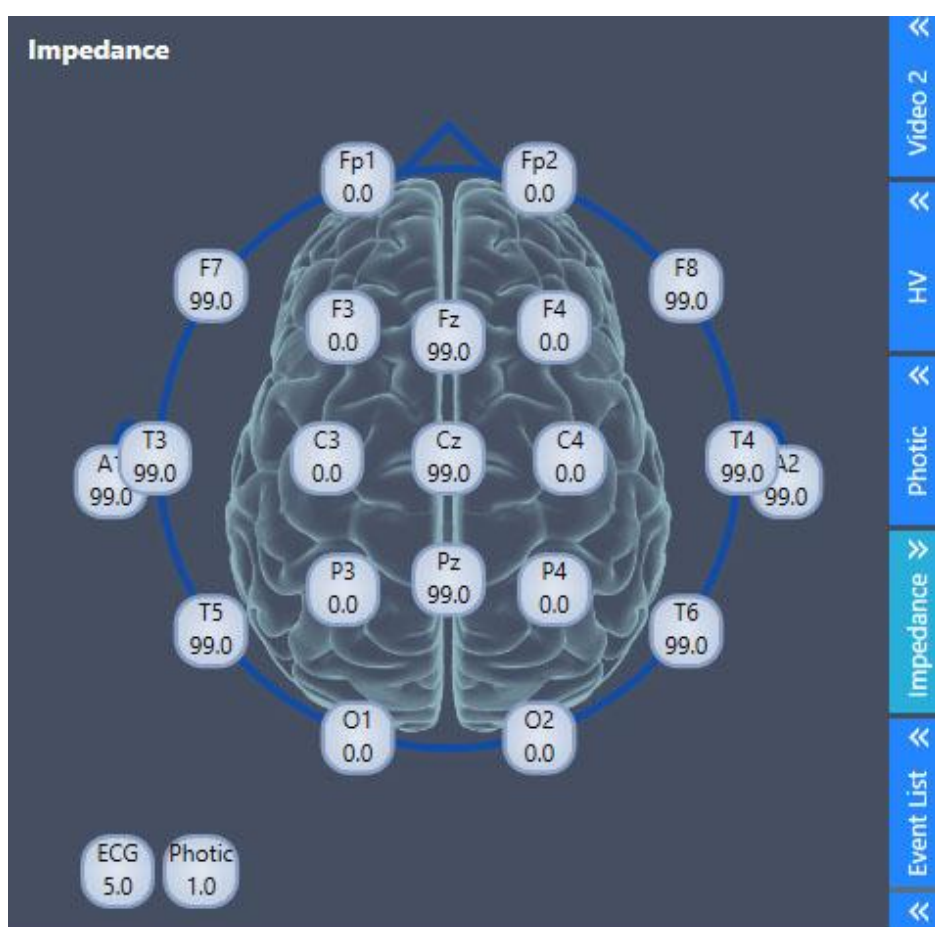 Impedance
Fp1
0.0
Fp2
0.0
F7
99.0
F8
99.0
F3
0.0
Fz
99.0
F4
0.0
A1
99.0
T3
99.0
C3
0.0
Cz
99.0
C4
0.0
T4
99.0
A2
99.0
P3
0.0
Pz
99.0
P4
0.0
T5
99.0
T6
99.0
O1
0.0
O2
0.0
ECG
5.0
Photic
1.0
Video 2
HV
Photic
Impedance
Event List